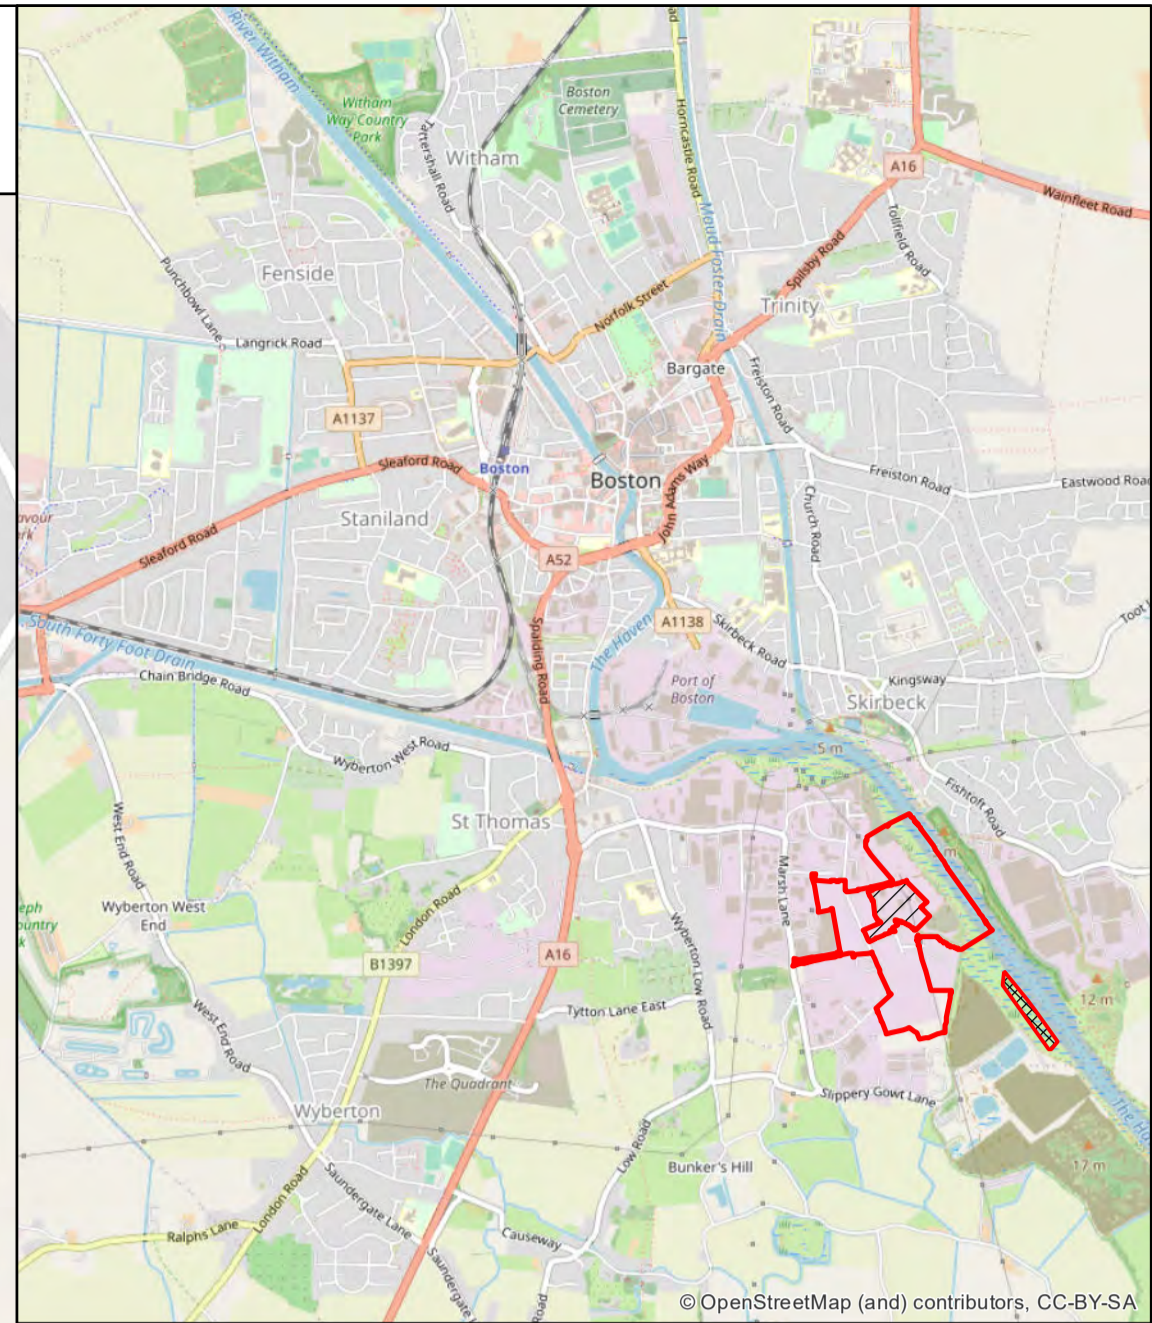 River Witham
Witham
Way Country
Park
Tattershall Road
Witham
Boston
Cemetery
Horncastle Road
Maud Foster Drain
A16
Wainfleet Road
Tollfield Road
Spilsby Road
Trinity
Punchbowl Lane
Fenside
Langrick Road
Norfolk Street
Bargate
Freiston Road
A1137
Sleaford Road
Boston
Boston
John Adams Way
Freiston Road
Eastwood Road
Church Road
Staniland
Sleaford Road
A52
A1138
The Haven
Skirbeck Road
South Forty Foot Drain
Chain Bridge Road
Spalding Road
Port of
Boston
Kingsway
Skirbeck
5 m
Wyberton West Road
St Thomas
Fishtoft Road
m
West End Road
Marsh Lane
Wyberton West
End
London Road
B1397
A16
Wyberton Low Road
12 m
West End Road
Tytton Lane East
The Quadrant
Slippery Gowt Lane
Wyberton
The Ha
Low Road
Bunker's Hill
17 m
Saundergate Lane
London Road
Ralphs Lane
Causeway
Saundergate
© OpenStreetMap (and) contributors, CC-BY-SA